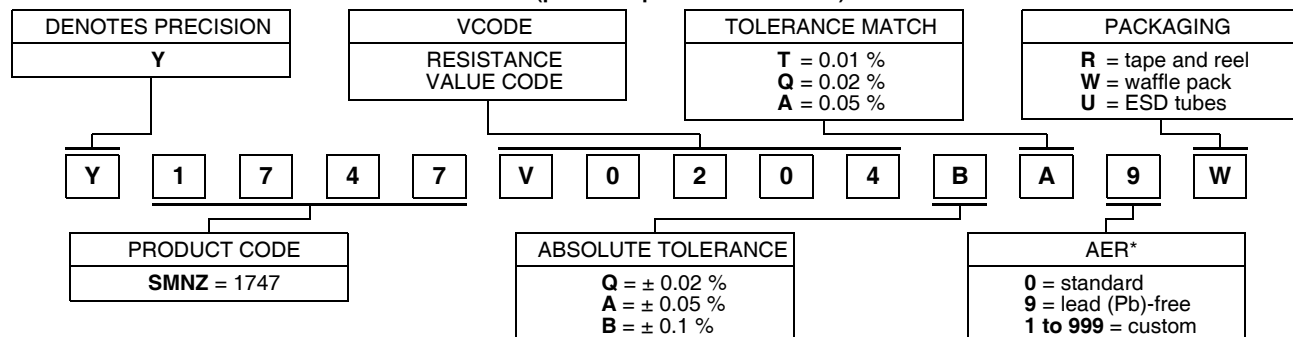 DENOTES PRECISION
Y
VCODE
RESISTANCE
VALUE CODE
TOLERANCE MATCH
T = 0.01 %
Q = 0.02 %
A = 0.05 %
PACKAGING
R = tape and reel
W = waffle pack
U = ESD tubes
Y 1 7 4 7 V 0 2 0 4 B A 9 W
PRODUCT CODE
SMNZ = 1747
ABSOLUTE TOLERANCE
Q = ± 0.02 %
A = ± 0.05 %
B = ± 0.1 %
AER*
0 = standard
9 = lead (Pb)-free
1 to 999 = custom